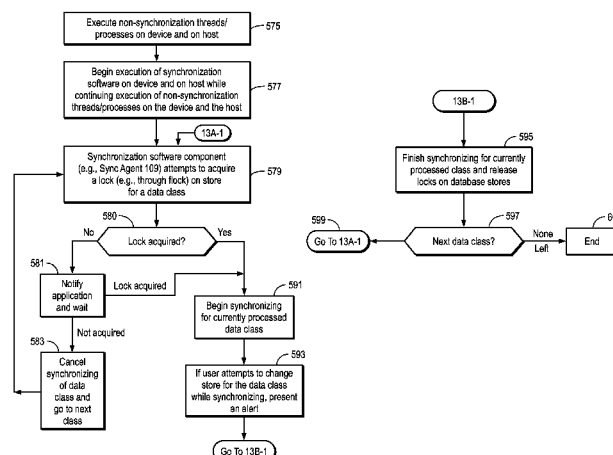 Execute non-synchronization threads/
processes on device and on host
575
Begin execution of synchronization
software on device and on host while
continuing execution of non-synchronization
threads/processes on the device and the host
577
13A-1
Synchronization software component
(e.g., Sync Agent 109) attempts to acquire
a lock (e.g., through flock) on store
for a data class
579
580
No
Lock acquired?
Yes
581
Notify
application
and wait
Lock acquired
Not acquired
583
Cancel
synchronizing
of data
class and
go to next
class
591
Begin synchronizing
for currently processed
data class
593
If user attempts to change
store for the data class
while synchronizing, present
an alert
Go To 13B-1
13B-1
595
Finish synchronizing for currently
processed class and release
locks on database stores
597
599
Go To 13A-1
Next data class?
None
Left
End